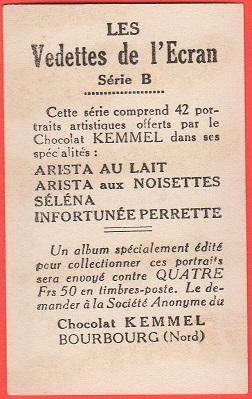 LES
Vedettes de l'Ecran
Série B
Cette série comprend 42 por-
traits artistiques offerts par le
Chocolat KEMMEL dans ses
spécialités :
ARISTA AU LAIT
ARISTA aux NOISETTES
SÉLÉNA
INFORTUNÉE PERRETTE
Un album spécialement édité
pour collectionner ces portraits
sera envoyé contre QUATRE
Frs 50 en timbres-poste. Le de-
mander à la Société Anonyme du
Chocolat KEMMEL
BOURBOURG (Nord)